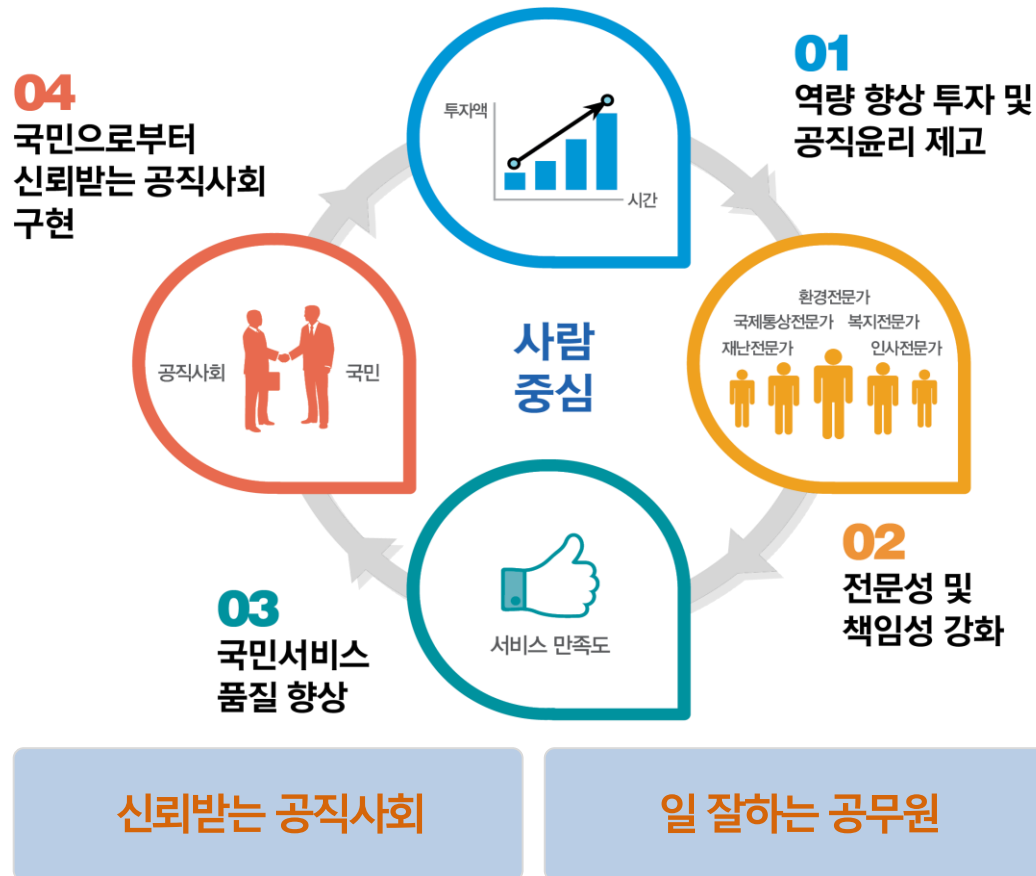 01
역량 향상 투자 및
공직윤리 제고
투자액
시간
04
국민으로부터
신뢰받는 공직사회
구현
공직사회
국민
사람
중심
환경전문가
국제통상전문가 복지전문가
재난전문가 인사전문가
02
전문성 및
책임성 강화
서비스 만족도
03
국민서비스
품질 향상
신뢰받는 공직사회
일 잘하는 공무원